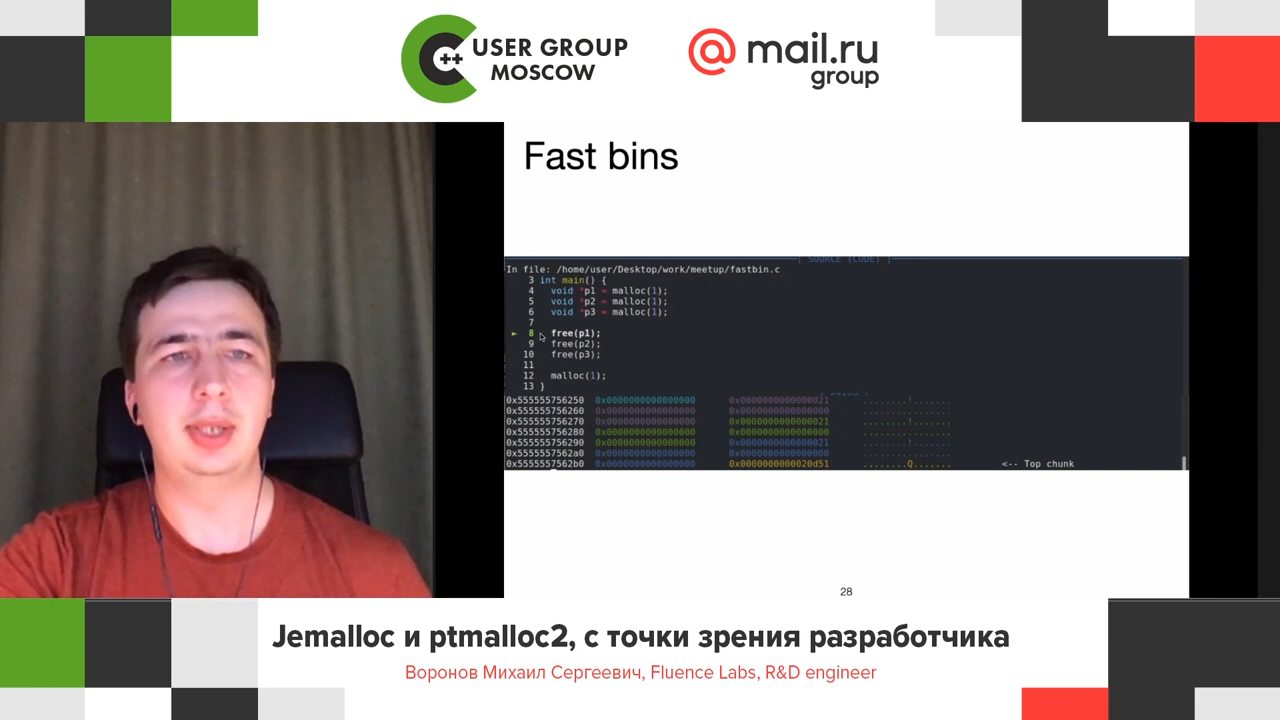 C++ USER GROUP
MOSCOW
@ mail.ru
group
Fast bins
[ SOURCE (CODE) ]
In file: /home/user/Desktop/work/meetup/fastbin.c
3 int main() {
4 void *p1 = malloc(1);
5 void *p2 = malloc(1);
6 void *p3 = malloc(1);
7
► 8 free(p1);
9 free(p2);
10 free(p3);
11
12 malloc(1);
13 }
[ STACK ]
0x555555756250 0x0000000000000000 0x0000000000000021 ........!.......
0x555555756260 0x0000000000000000 0x0000000000000000 ................
0x555555756270 0x0000000000000000 0x0000000000000021 ........!.......
0x555555756280 0x0000000000000000 0x0000000000000000 ................
0x555555756290 0x0000000000000000 0x0000000000000021 ........!.......
0x5555557562a0 0x0000000000000000 0x0000000000000000 ................
0x5555557562b0 0x0000000000000000 0x0000000000020d51 ........Q....... <-- Top chunk
28
Jemalloc и ptmalloc2, с точки зрения разработчика
Воронов Михаил Сергеевич, Fluence Labs, R&D engineer